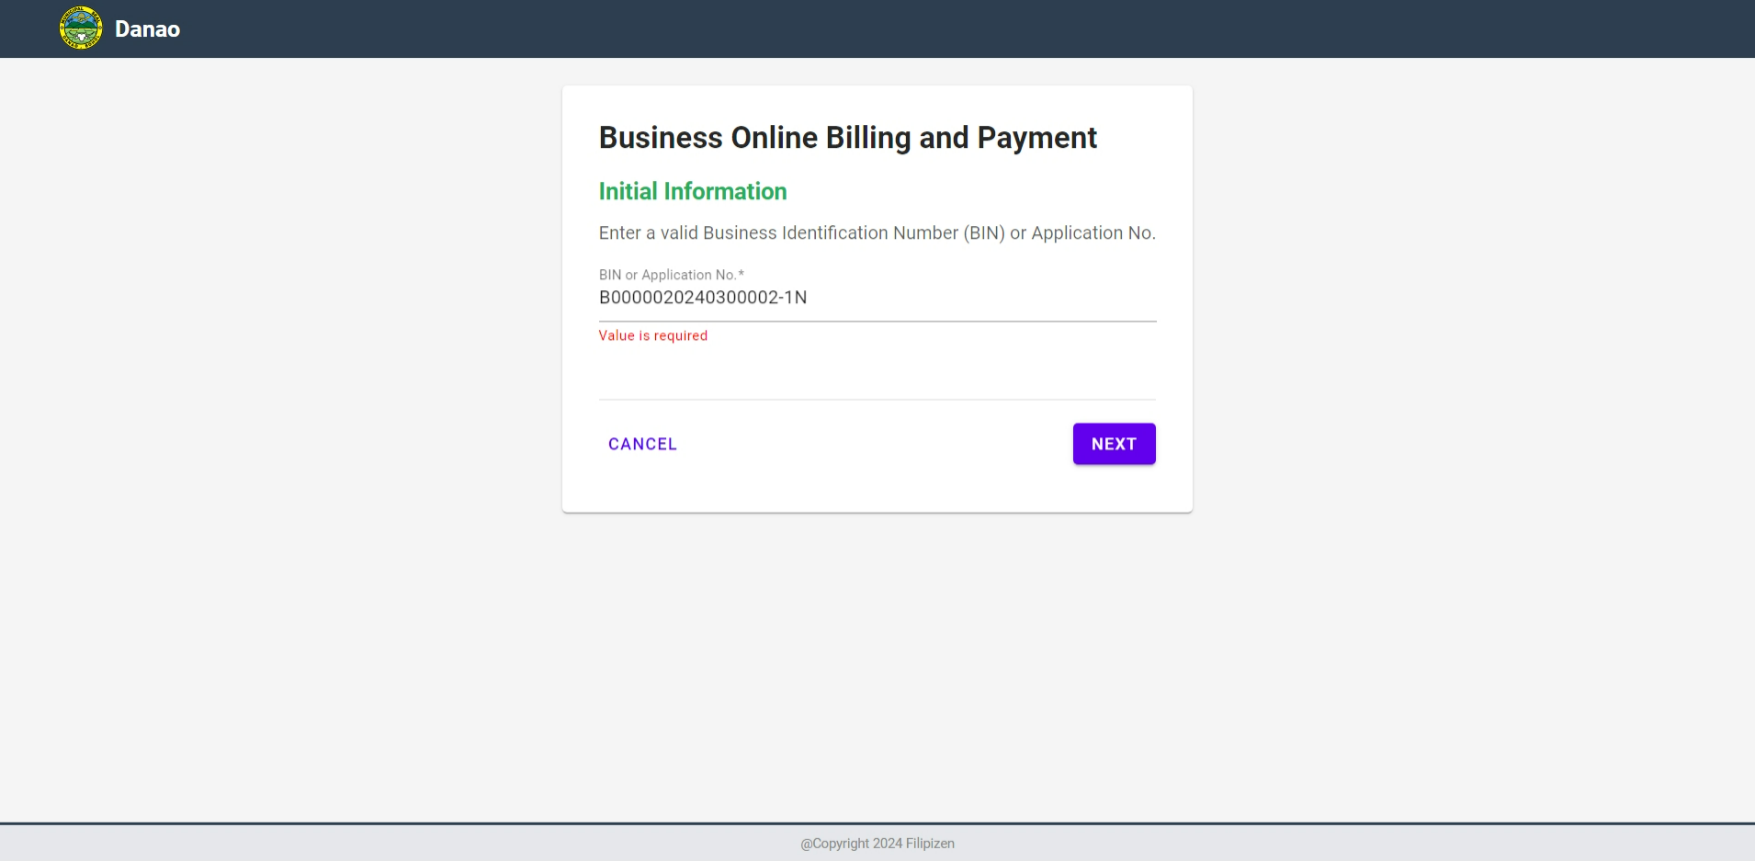 Danao
Business Online Billing and Payment
Initial Information
Enter a valid Business Identification Number (BIN) or Application No.
BIN or Application No.*
B0000020240300002-1N
Value is required
CANCEL
NEXT
@Copyright 2024 Filipizen